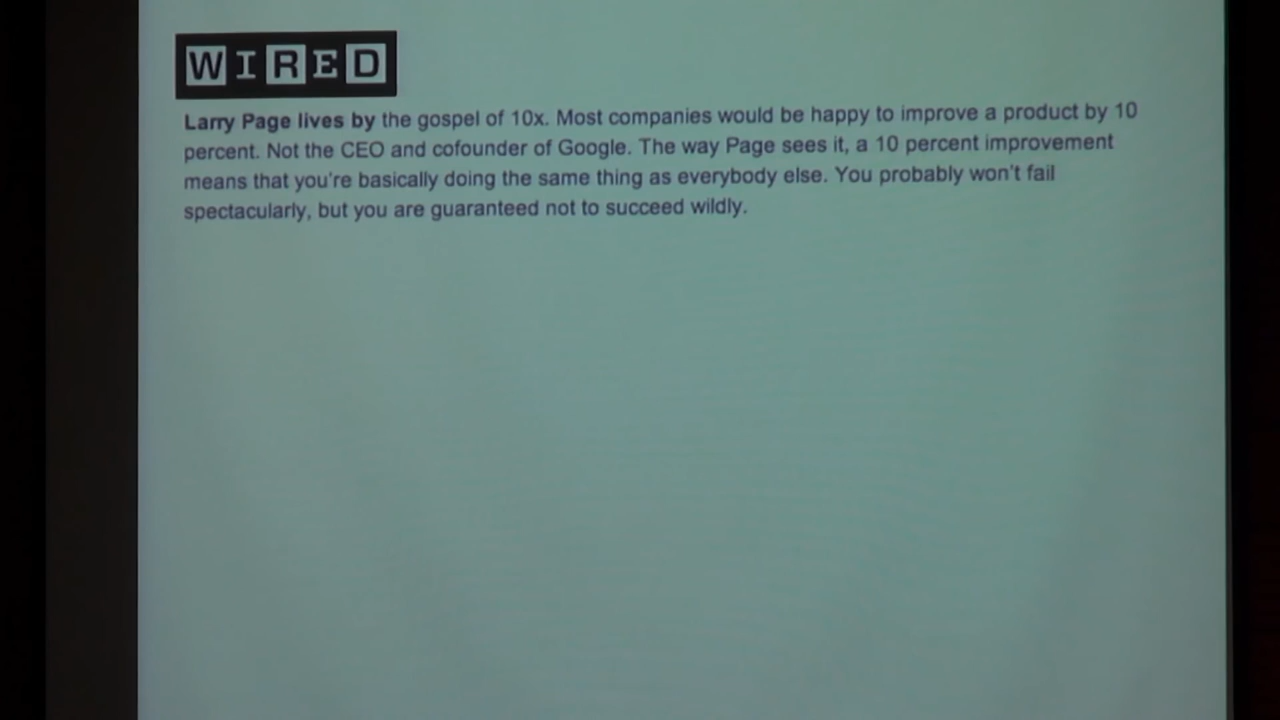 WIRED
Larry Page lives by the gospel of 10x. Most companies would be happy to improve a product by 10
percent. Not the CEO and cofounder of Google. The way Page sees it, a 10 percent improvement
means that you're basically doing the same thing as everybody else. You probably won't fail
spectacularly, but you are guaranteed not to succeed wildly.